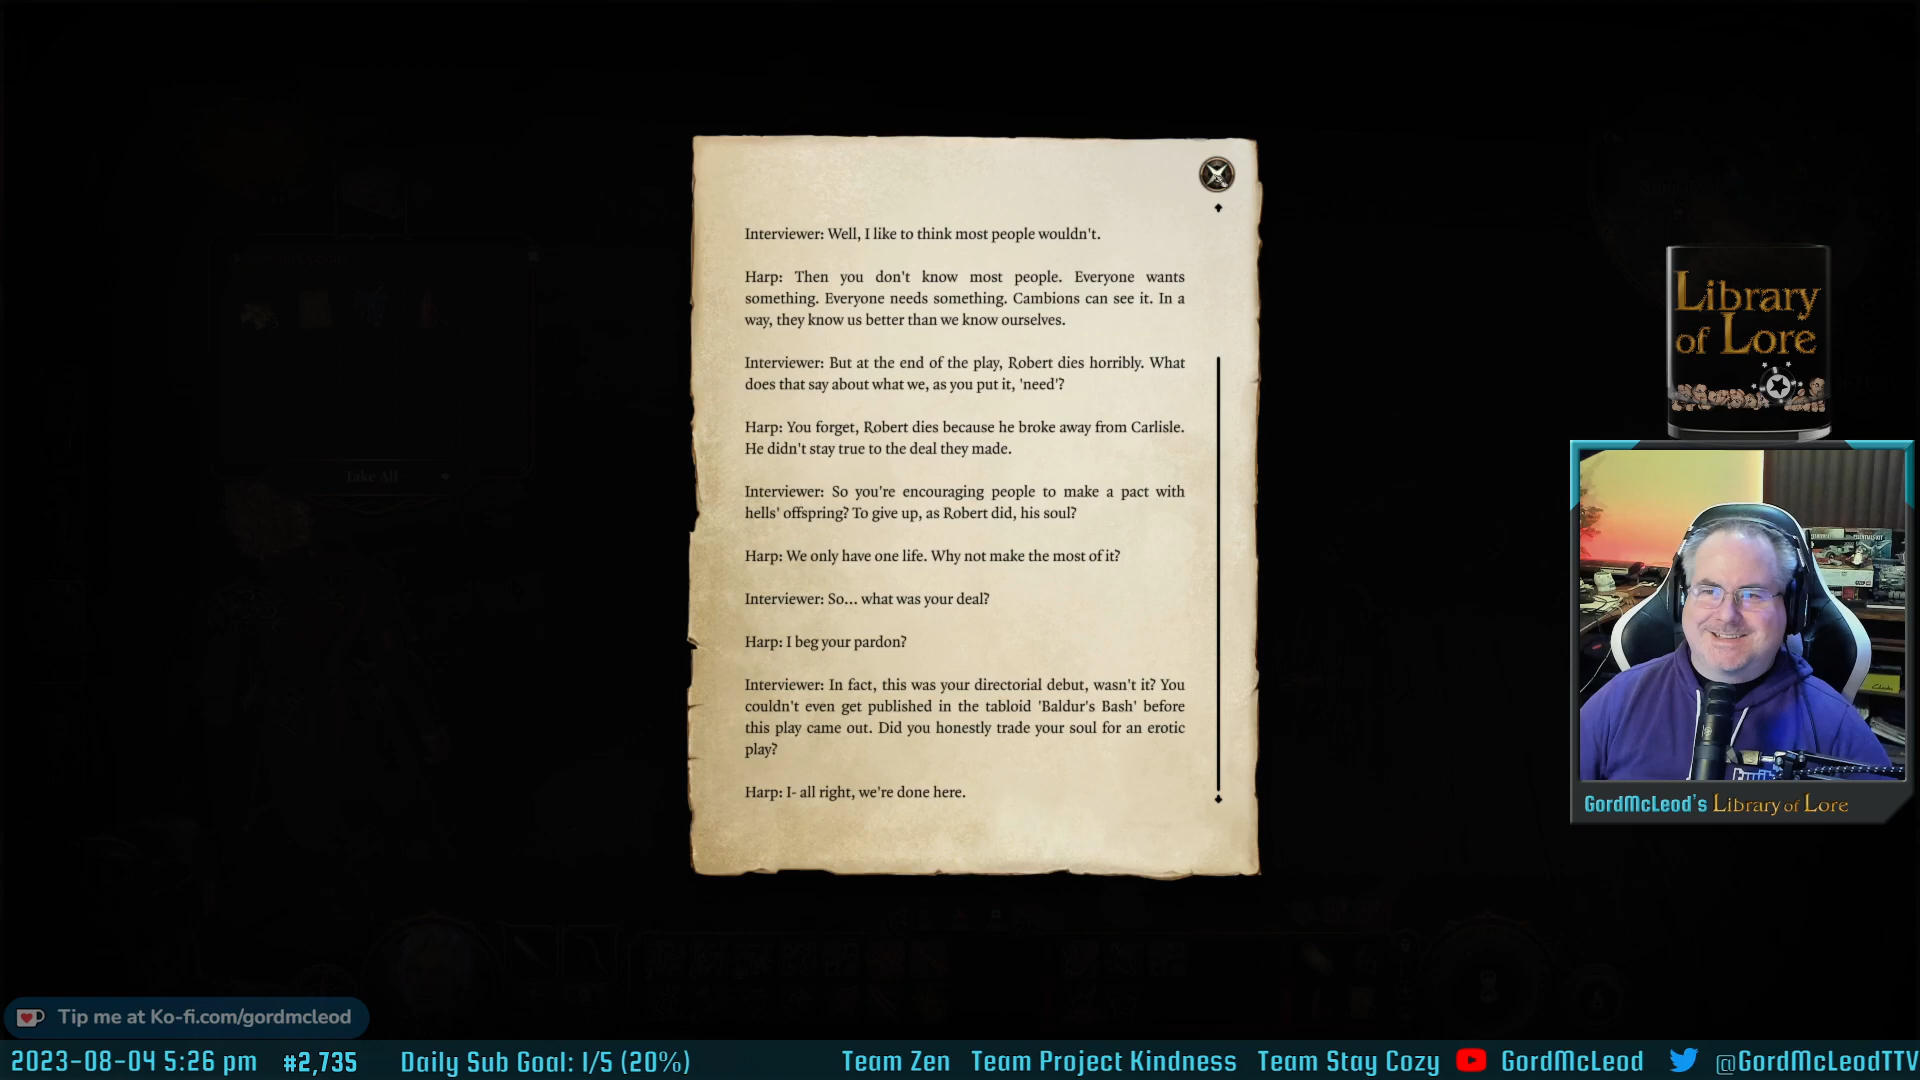 Interviewer: Well, I like to think most people wouldn't.
Harp: Then you don't know most people. Everyone wants
something. Everyone needs something. Cambions can see it. In a
way, they know us better than we know ourselves.
Interviewer: But at the end of the play, Robert dies horribly. What
does that say about what we, as you put it, 'need'?
Harp: You forget, Robert dies because he broke away from Carlisle.
He didn't stay true to the deal they made.
Interviewer: So you're encouraging people to make a pact with
hells' offspring? To give up, as Robert did, his soul?
Harp: We only have one life. Why not make the most of it?
Interviewer: So... what was your deal?
Harp: I beg your pardon?
Interviewer: In fact, this was your directorial debut, wasn't it? You
couldn't even get published in the tabloid 'Baldur's Bash' before
this play came out. Did you honestly trade your soul for an erotic
play?
Harp: I- all right, we're done here.
Take All
Library
of Lore
GordMcLeod's Library of Lore
Tip me at Ko-fi.com/gordmcleod
2023-08-04 5:26 pm #2,735 Daily Sub Goal: 1/5 (20%) Team Zen Team Project Kindness Team Stay Cozy GordMcLeod @GordMcLeodTTV